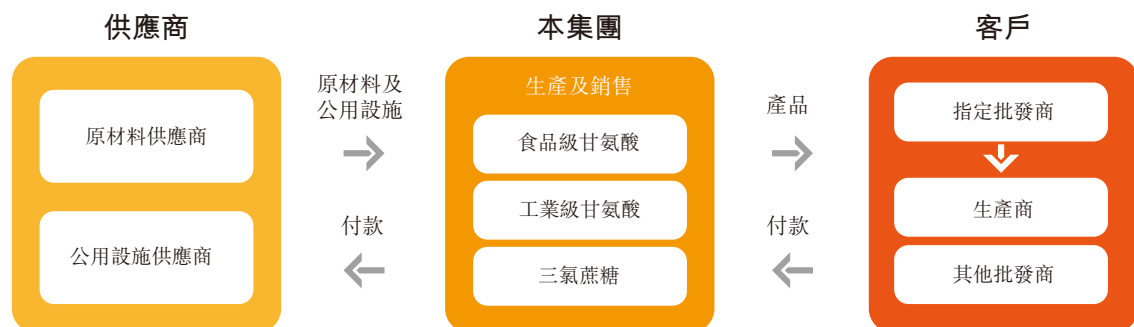 供應商
原材料供應商
公用設施供應商
原材料及
公用設施
付款
本集團
生產及銷售
食品級甘氨酸
工業級甘氨酸
三氯蔗糖
產品
付款
客戶
指定批發商
生產商
其他批發商